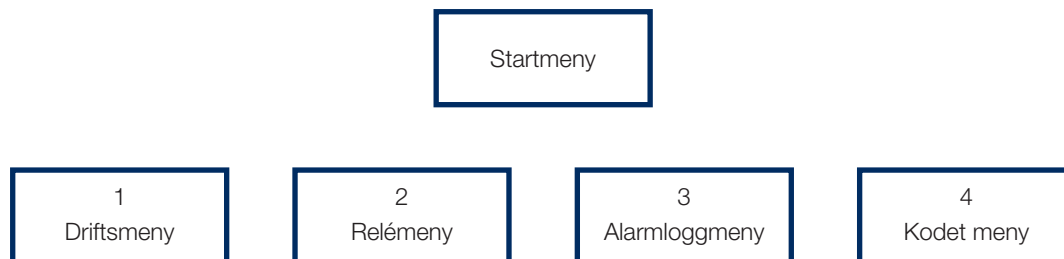 Startmeny
1
Driftsmeny
2
Relémeny
3
Alarmloggmeny
4
Kodet meny